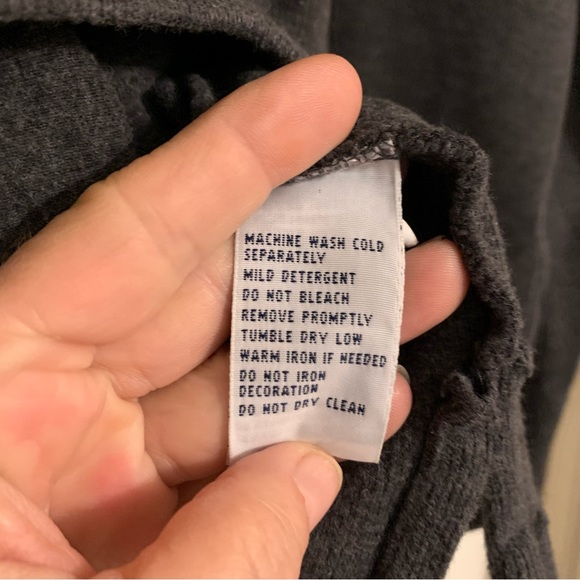 MACHINE WASH COLD
SEPARATELY
MILD DETERGENT
DO NOT BLEACH
REMOVE PROMPTLY
TUMBLE DRY LOW
WARM IRON IF NEEDED
DO NOT IRON
DECORATION
DO NOT DRY CLEAN